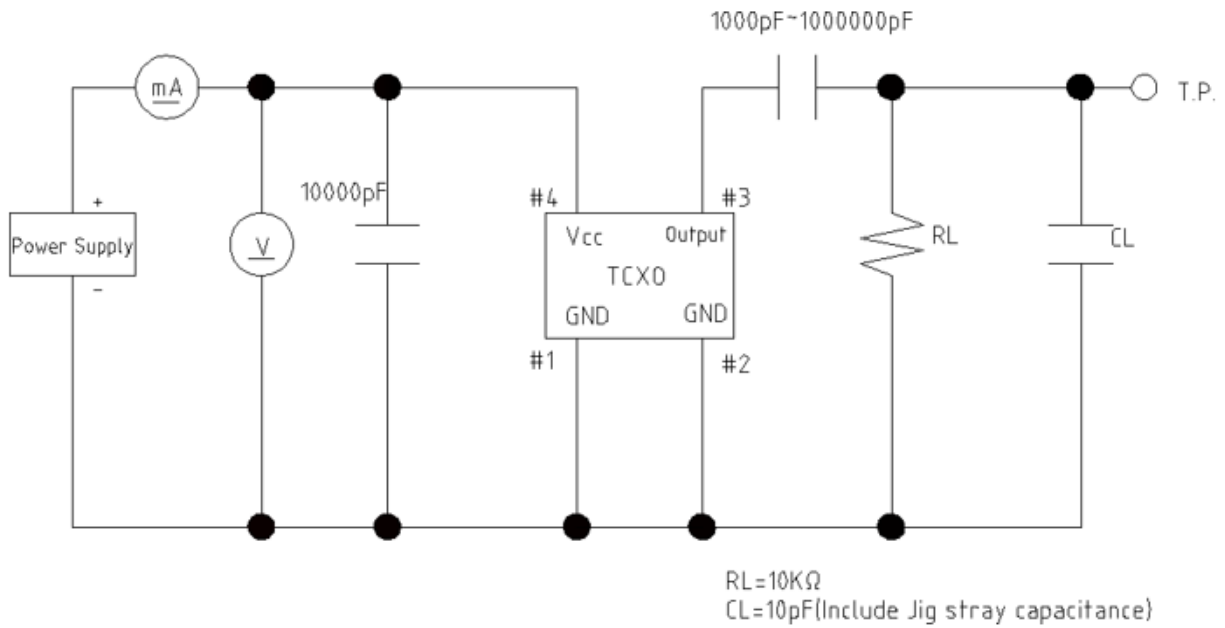 1000pF~1000000pF
mA
T.P.
10000pF
#4
#3
+
Power Supply
-
V
Vcc
Output
RL
CL
TCXO
GND
GND
#1
#2
RL=10KΩ
CL=10pF(Include Jig stray capacitance)